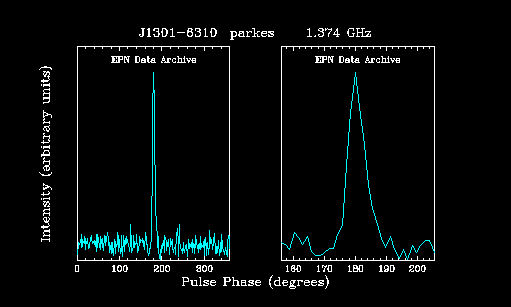 J1301-6310 parkes 1.374 GHz
EPN Data Archive EPN Data Archive
Intensity (arbitrary units)
0 100 200 300 160 170 180 190 200
Pulse Phase (degrees)